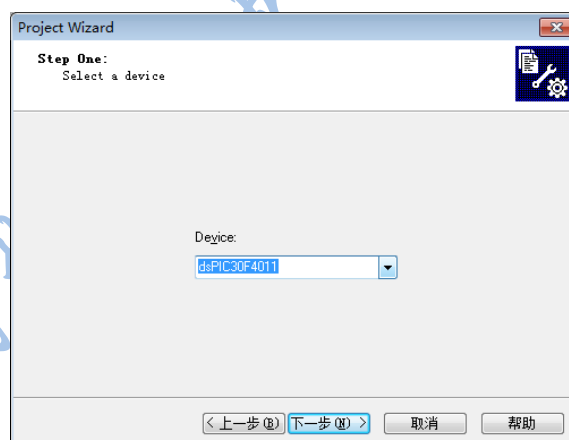 Project Wizard
Step One:
Select a device
Device:
dsPIC30F4011
< 上一步(B) 下一步(N) > 取消 帮助